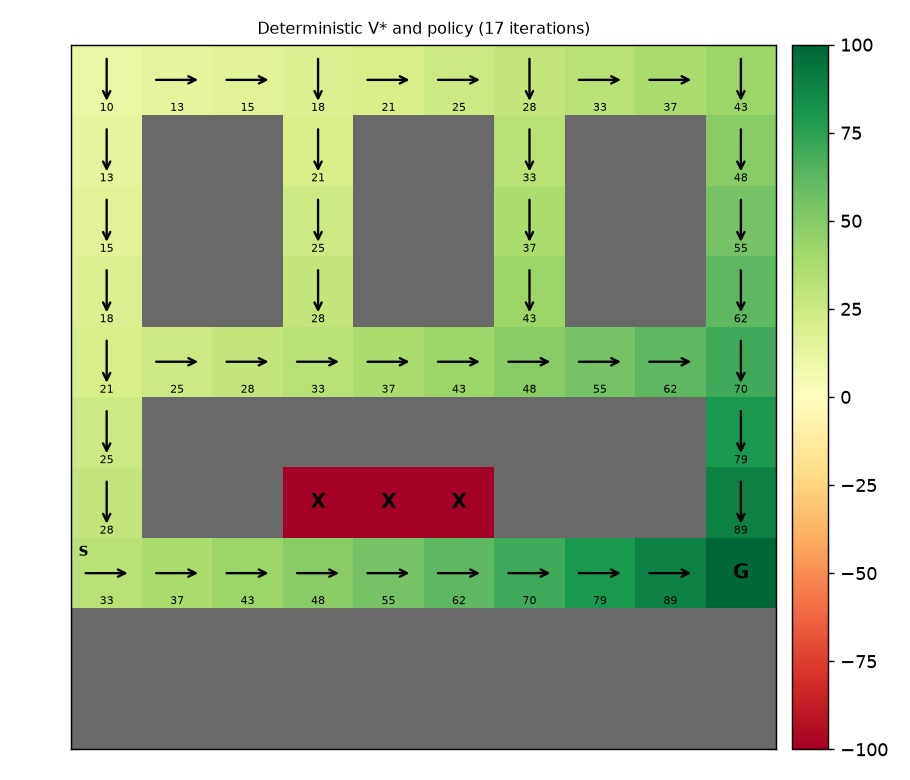 Deterministic V* and policy (17 iterations)
10 13 15 18 21 25 28 33 37 43
13 21 33 48
15 25 37 55
18 28 43 62
21 25 28 33 37 43 48 55 62 70
25 79
X X X
28 89
S
G
33 37 43 48 55 62 70 79 89
100
75
50
25
0
−25
−50
−75
−100